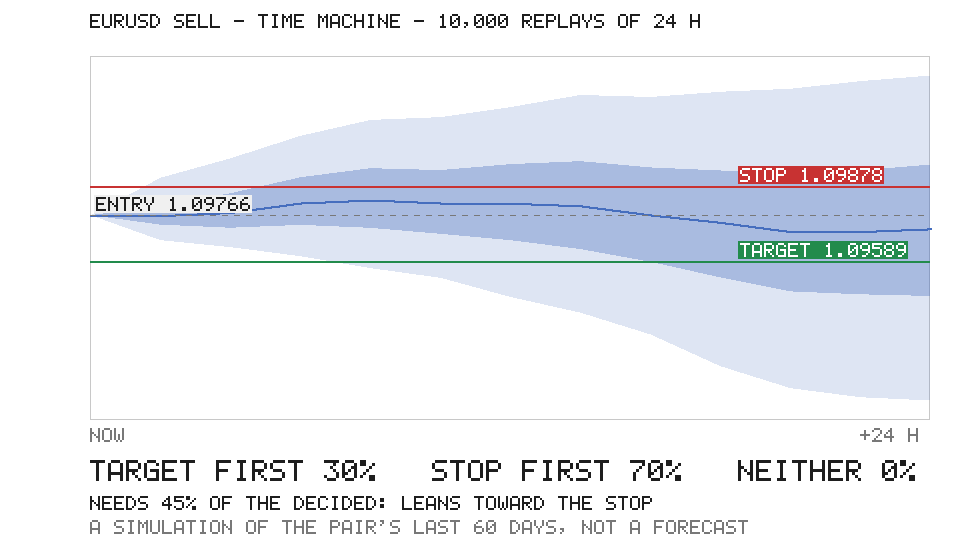 EURUSD SELL – TIME MACHINE – 10,000 REPLAYS OF 24 H
STOP 1.09878
ENTRY 1.09766
TARGET 1.09589
NOW +24 H
TARGET FIRST 30% STOP FIRST 70% NEITHER 0%
NEEDS 45% OF THE DECIDED: LEANS TOWARD THE STOP
A SIMULATION OF THE PAIR'S LAST 60 DAYS, NOT A FORECAST